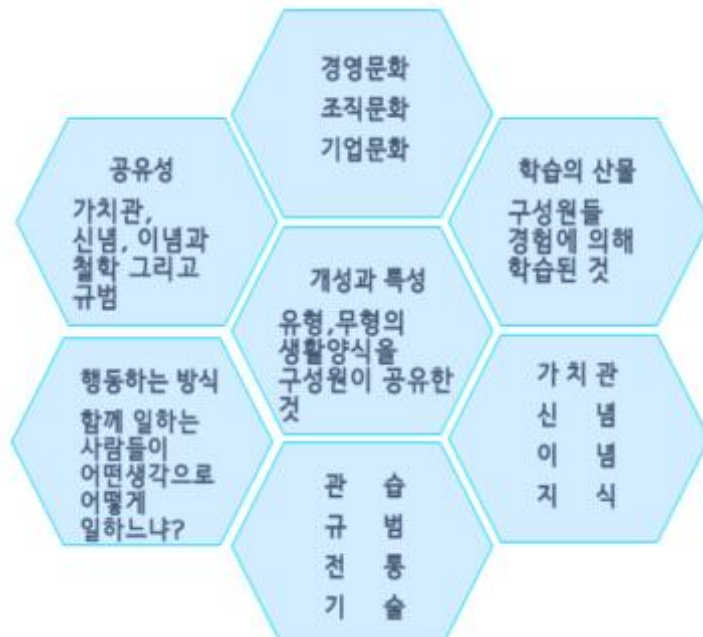 경영문화
조직문화
기업문화
공유성
가치관,
신념, 이념과
철학 그리고
규범
학습의 산물
구성원들
경험에 의해
학습된 것
개성과 특성
유형,무형의
생활양식을
구성원이 공유한
것
행동하는 방식
함께 일하는
사람들이
어떤생각으로
어떻게
일하느냐?
가 치 관
신 념
이 념
지 식
관 습
규 범
전 통
기 술